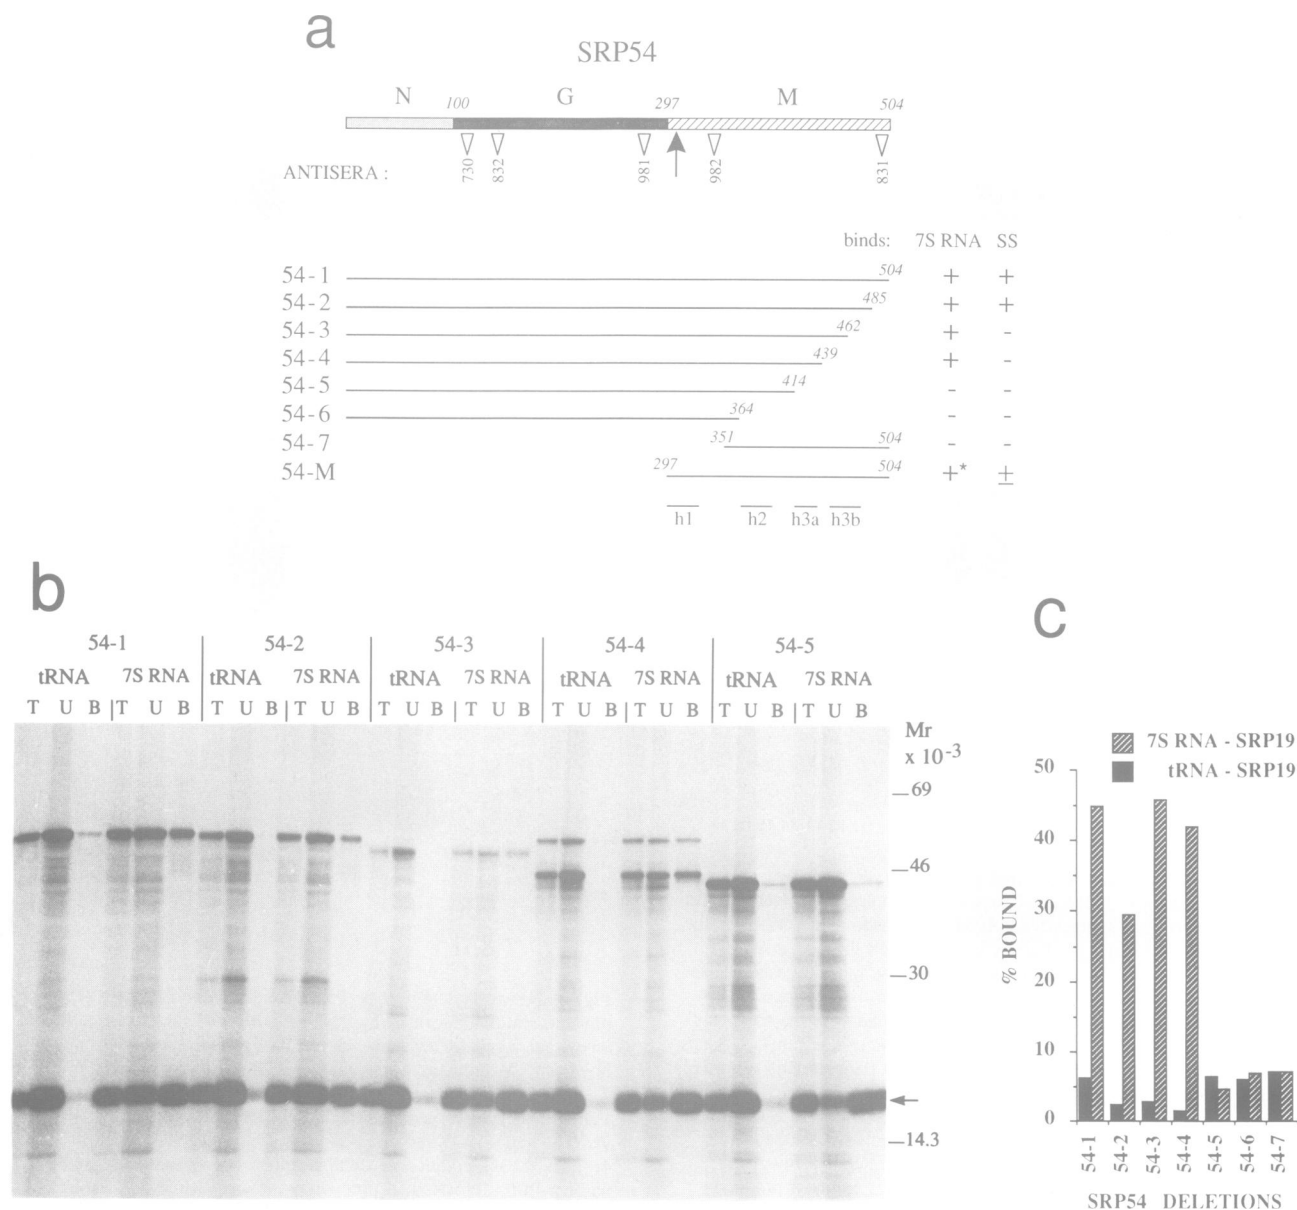 a
SRP54
N 100 G 297 M 504
ANTISERA : 730 832 981 982 831
binds: 7S RNA SS
54-1 504 + +
54-2 485 + +
54-3 462 + -
54-4 439 + -
54-5 414 - -
54-6 364 - -
54-7 351 504 - -
54-M 297 504 +* ±
h1 h2 h3a h3b
b
54-1 54-2 54-3 54-4 54-5
tRNA 7S RNA tRNA 7S RNA tRNA 7S RNA tRNA 7S RNA tRNA 7S RNA
T U B T U B T U B T U B T U B T U B T U B T U B T U B T U B
Mr
x 10-3
69
46
30
14.3
c
7S RNA - SRP19
tRNA - SRP19
50
40
30
20
10
0
% BOUND
54-1 54-2 54-3 54-4 54-5 54-6 54-7
SRP54 DELETIONS